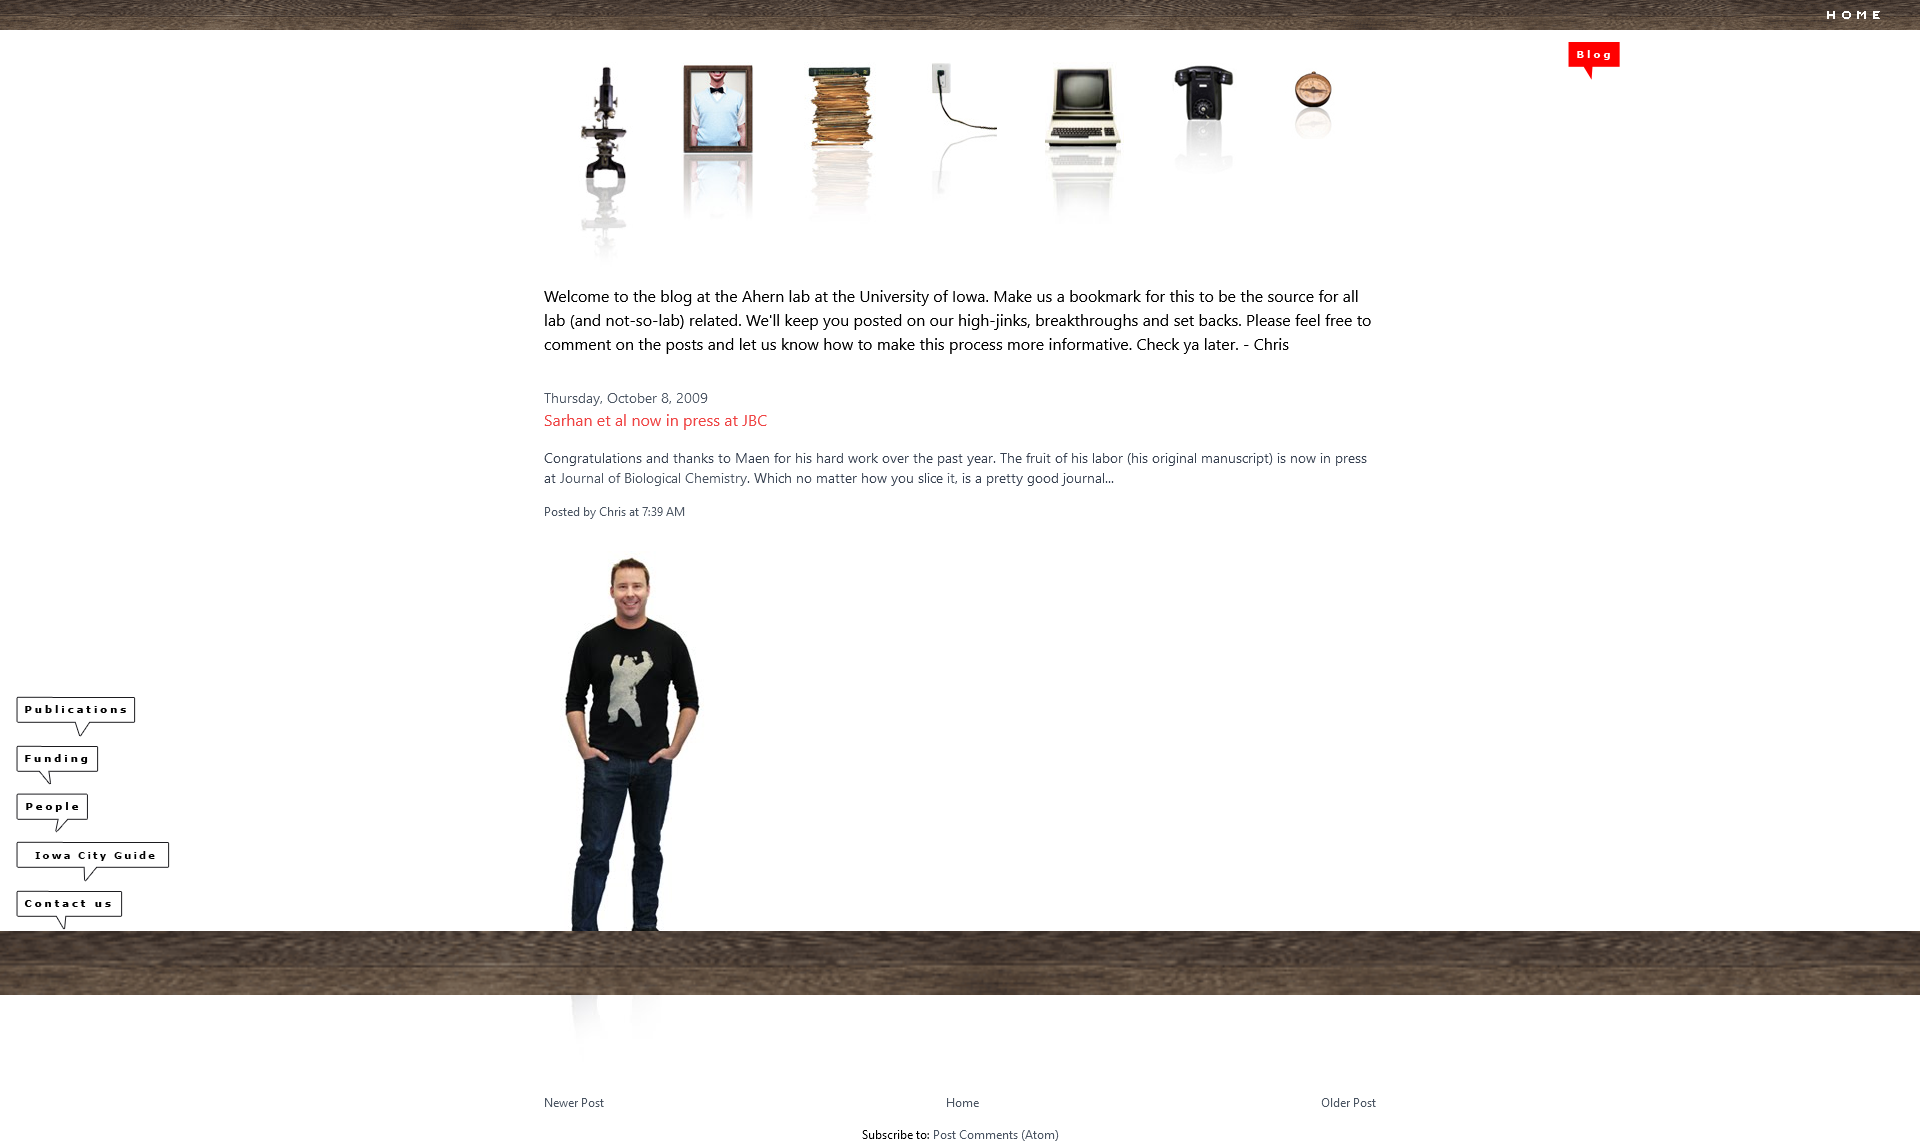 HOME
Blog
Welcome to the blog at the Ahern lab at the University of Iowa. Make us a bookmark for this to be the source for all
lab (and not-so-lab) related. We'll keep you posted on our high-jinks, breakthroughs and set backs. Please feel free to
comment on the posts and let us know how to make this process more informative. Check ya later. - Chris
Thursday, October 8, 2009
Sarhan et al now in press at JBC
Congratulations and thanks to Maen for his hard work over the past year. The fruit of his labor (his original manuscript) is now in press
at Journal of Biological Chemistry. Which no matter how you slice it, is a pretty good journal...
Posted by Chris at 7:39 AM
Publications
Funding
People
Iowa City Guide
Contact us
Newer Post Home Older Post
Subscribe to: Post Comments (Atom)